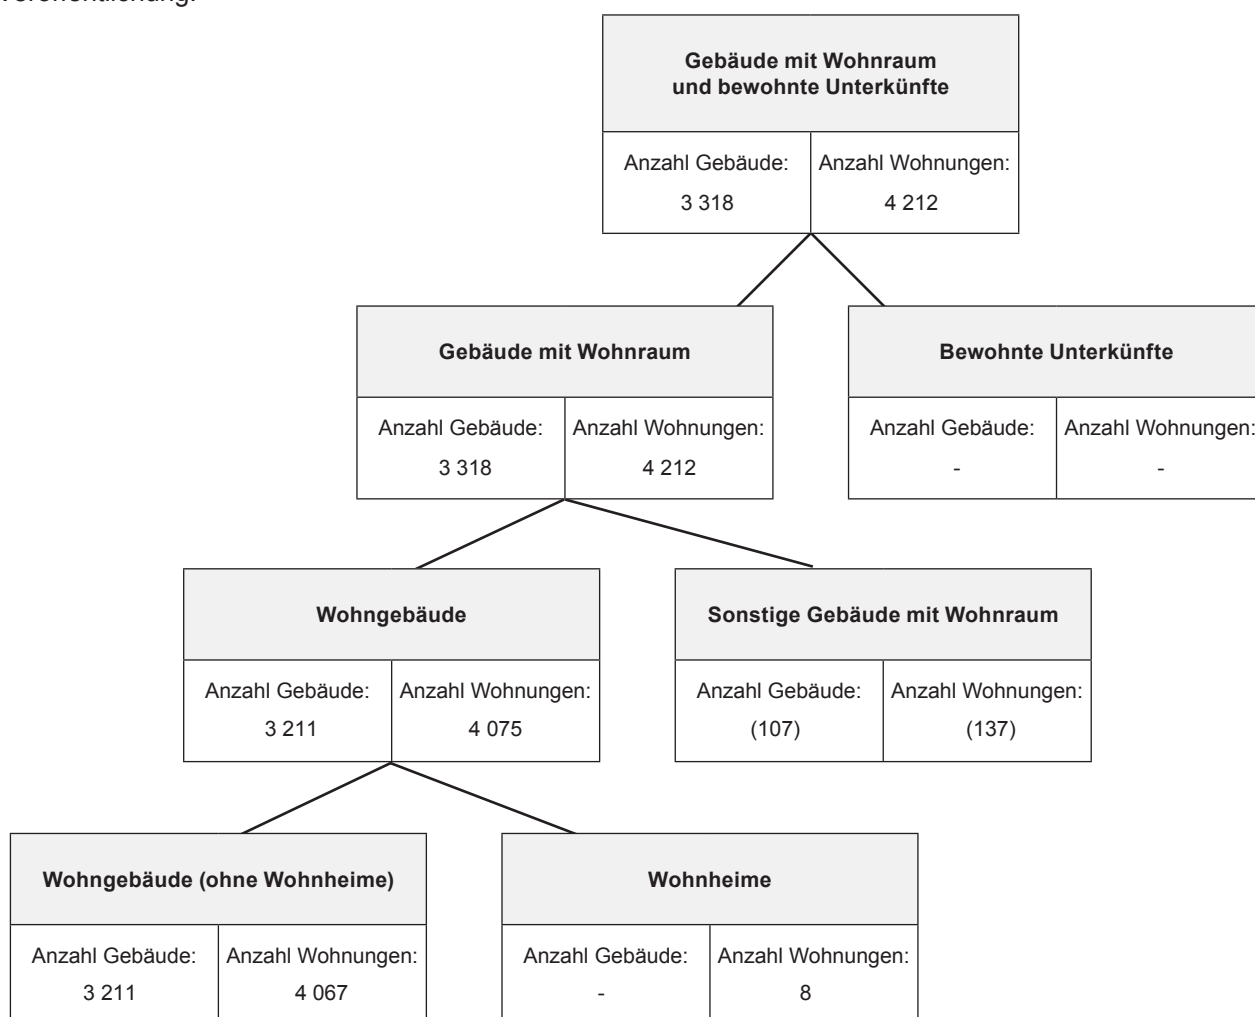 Veröffentlichung.
Gebäude mit Wohnraum
und bewohnte Unterkünfte
Anzahl Gebäude: Anzahl Wohnungen:
3 318 4 212
Gebäude mit Wohnraum Bewohnte Unterkünfte
Anzahl Gebäude: Anzahl Wohnungen: Anzahl Gebäude: Anzahl Wohnungen:
3 318 4 212 - -
Wohngebäude Sonstige Gebäude mit Wohnraum
Anzahl Gebäude: Anzahl Wohnungen: Anzahl Gebäude: Anzahl Wohnungen:
3 211 4 075 (107) (137)
Wohngebäude (ohne Wohnheime) Wohnheime
Anzahl Gebäude: Anzahl Wohnungen: Anzahl Gebäude: Anzahl Wohnungen:
3 211 4 067 - 8